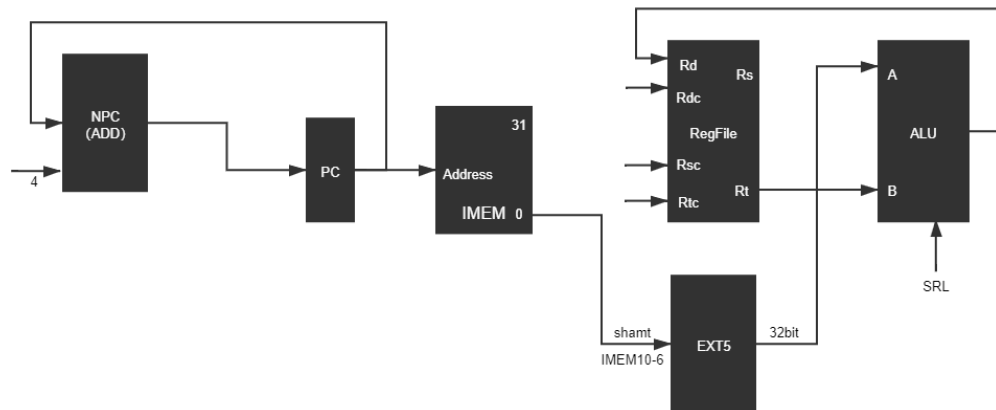 NPC
(ADD)
4
PC
31
Address
IMEM 0
Rd
Rs
Rdc
RegFile
Rsc
Rt
Rtc
A
ALU
B
SRL
shamt
IMEM10-6
EXT5
32bit